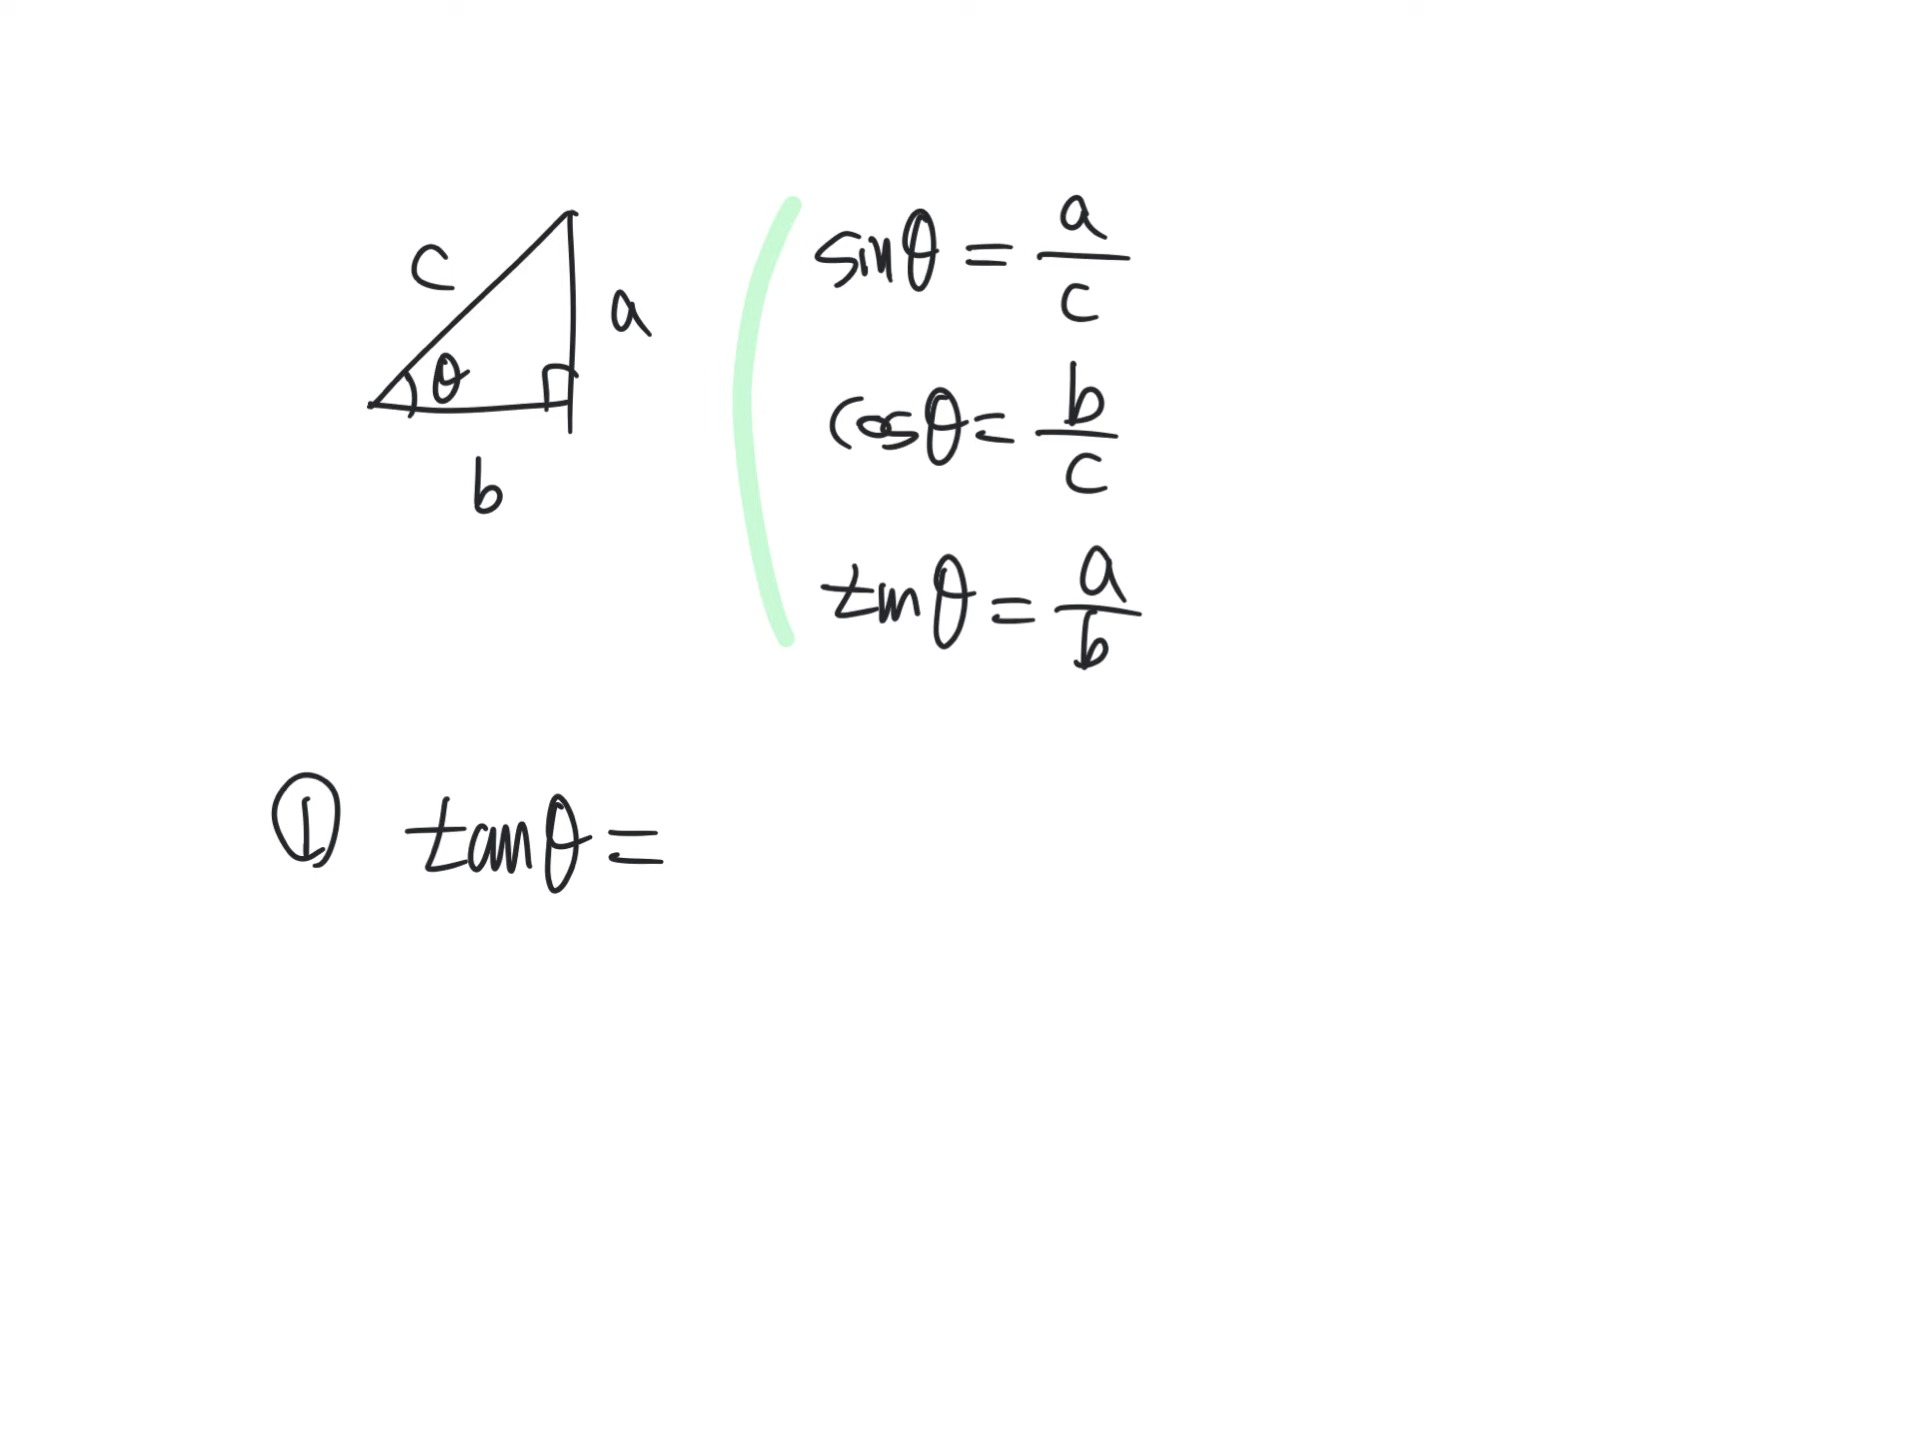 c
a
θ
b
sinθ = a/c
cosθ = b/c
tanθ = a/b
① tanθ =